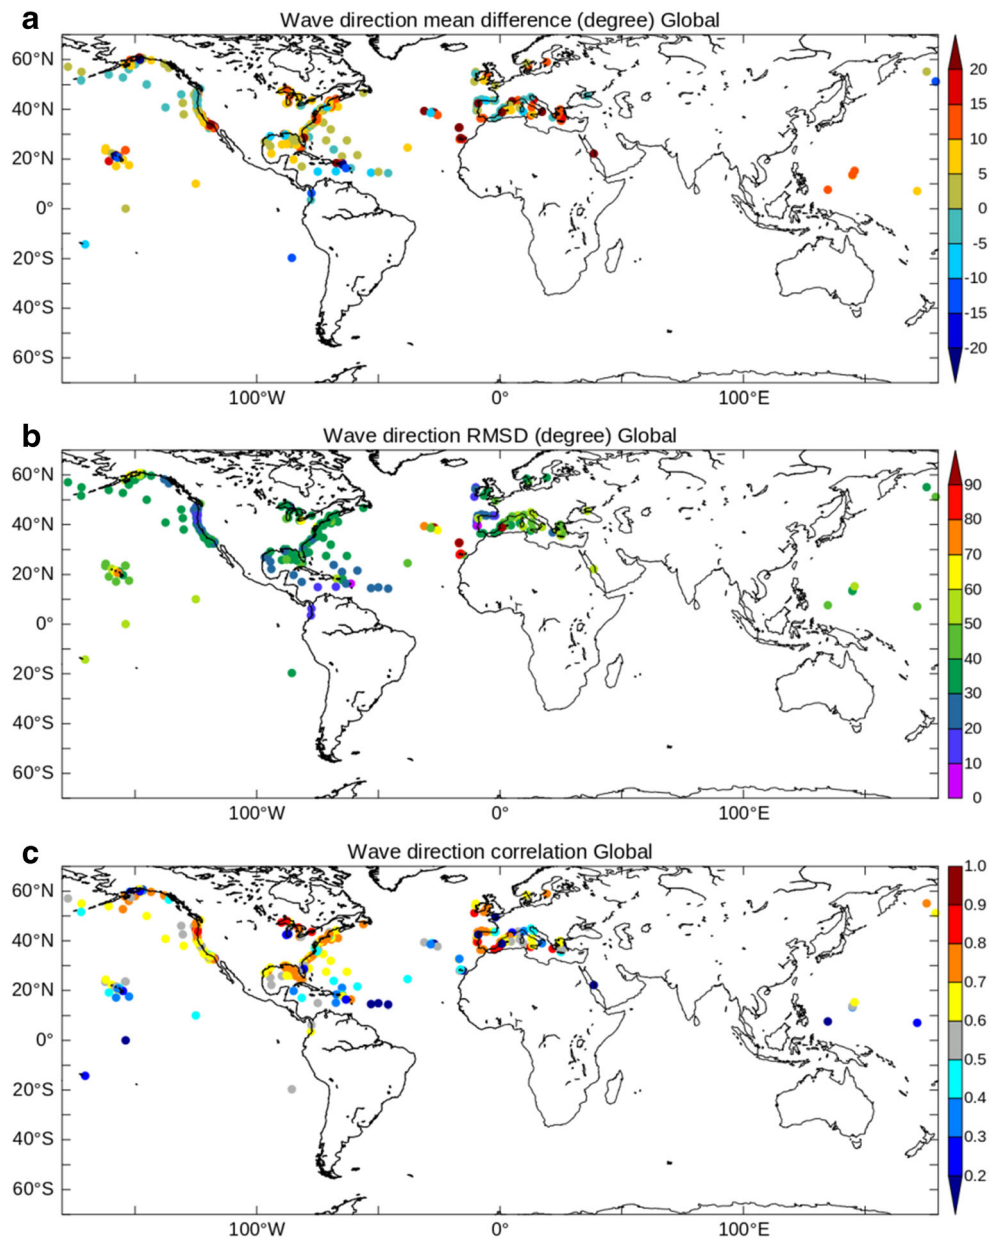 a
Wave direction mean difference (degree) Global
60°N
40°N
20°N
0°
20°S
40°S
60°S
100°W 0° 100°E
20
15
10
5
0
-5
-10
-15
-20
b
Wave direction RMSD (degree) Global
60°N
40°N
20°N
0°
20°S
40°S
60°S
100°W 0° 100°E
90
80
70
60
50
40
30
20
10
0
c
Wave direction correlation Global
60°N
40°N
20°N
0°
20°S
40°S
60°S
100°W 0° 100°E
1.0
0.9
0.8
0.7
0.6
0.5
0.4
0.3
0.2